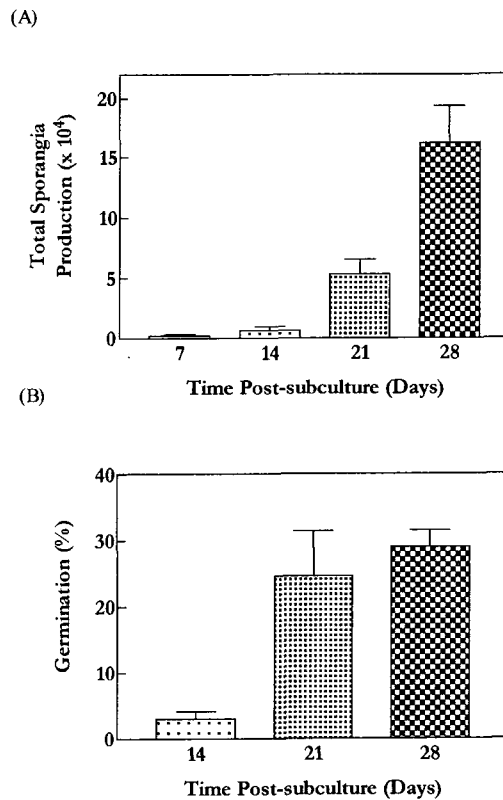 (A)
Total Sporangia
Production (x 10⁴)
20
15
10
5
0
7 14 21 28
Time Post-subculture (Days)
(B)
Germination (%)
40
30
20
10
0
14 21 28
Time Post-subculture (Days)